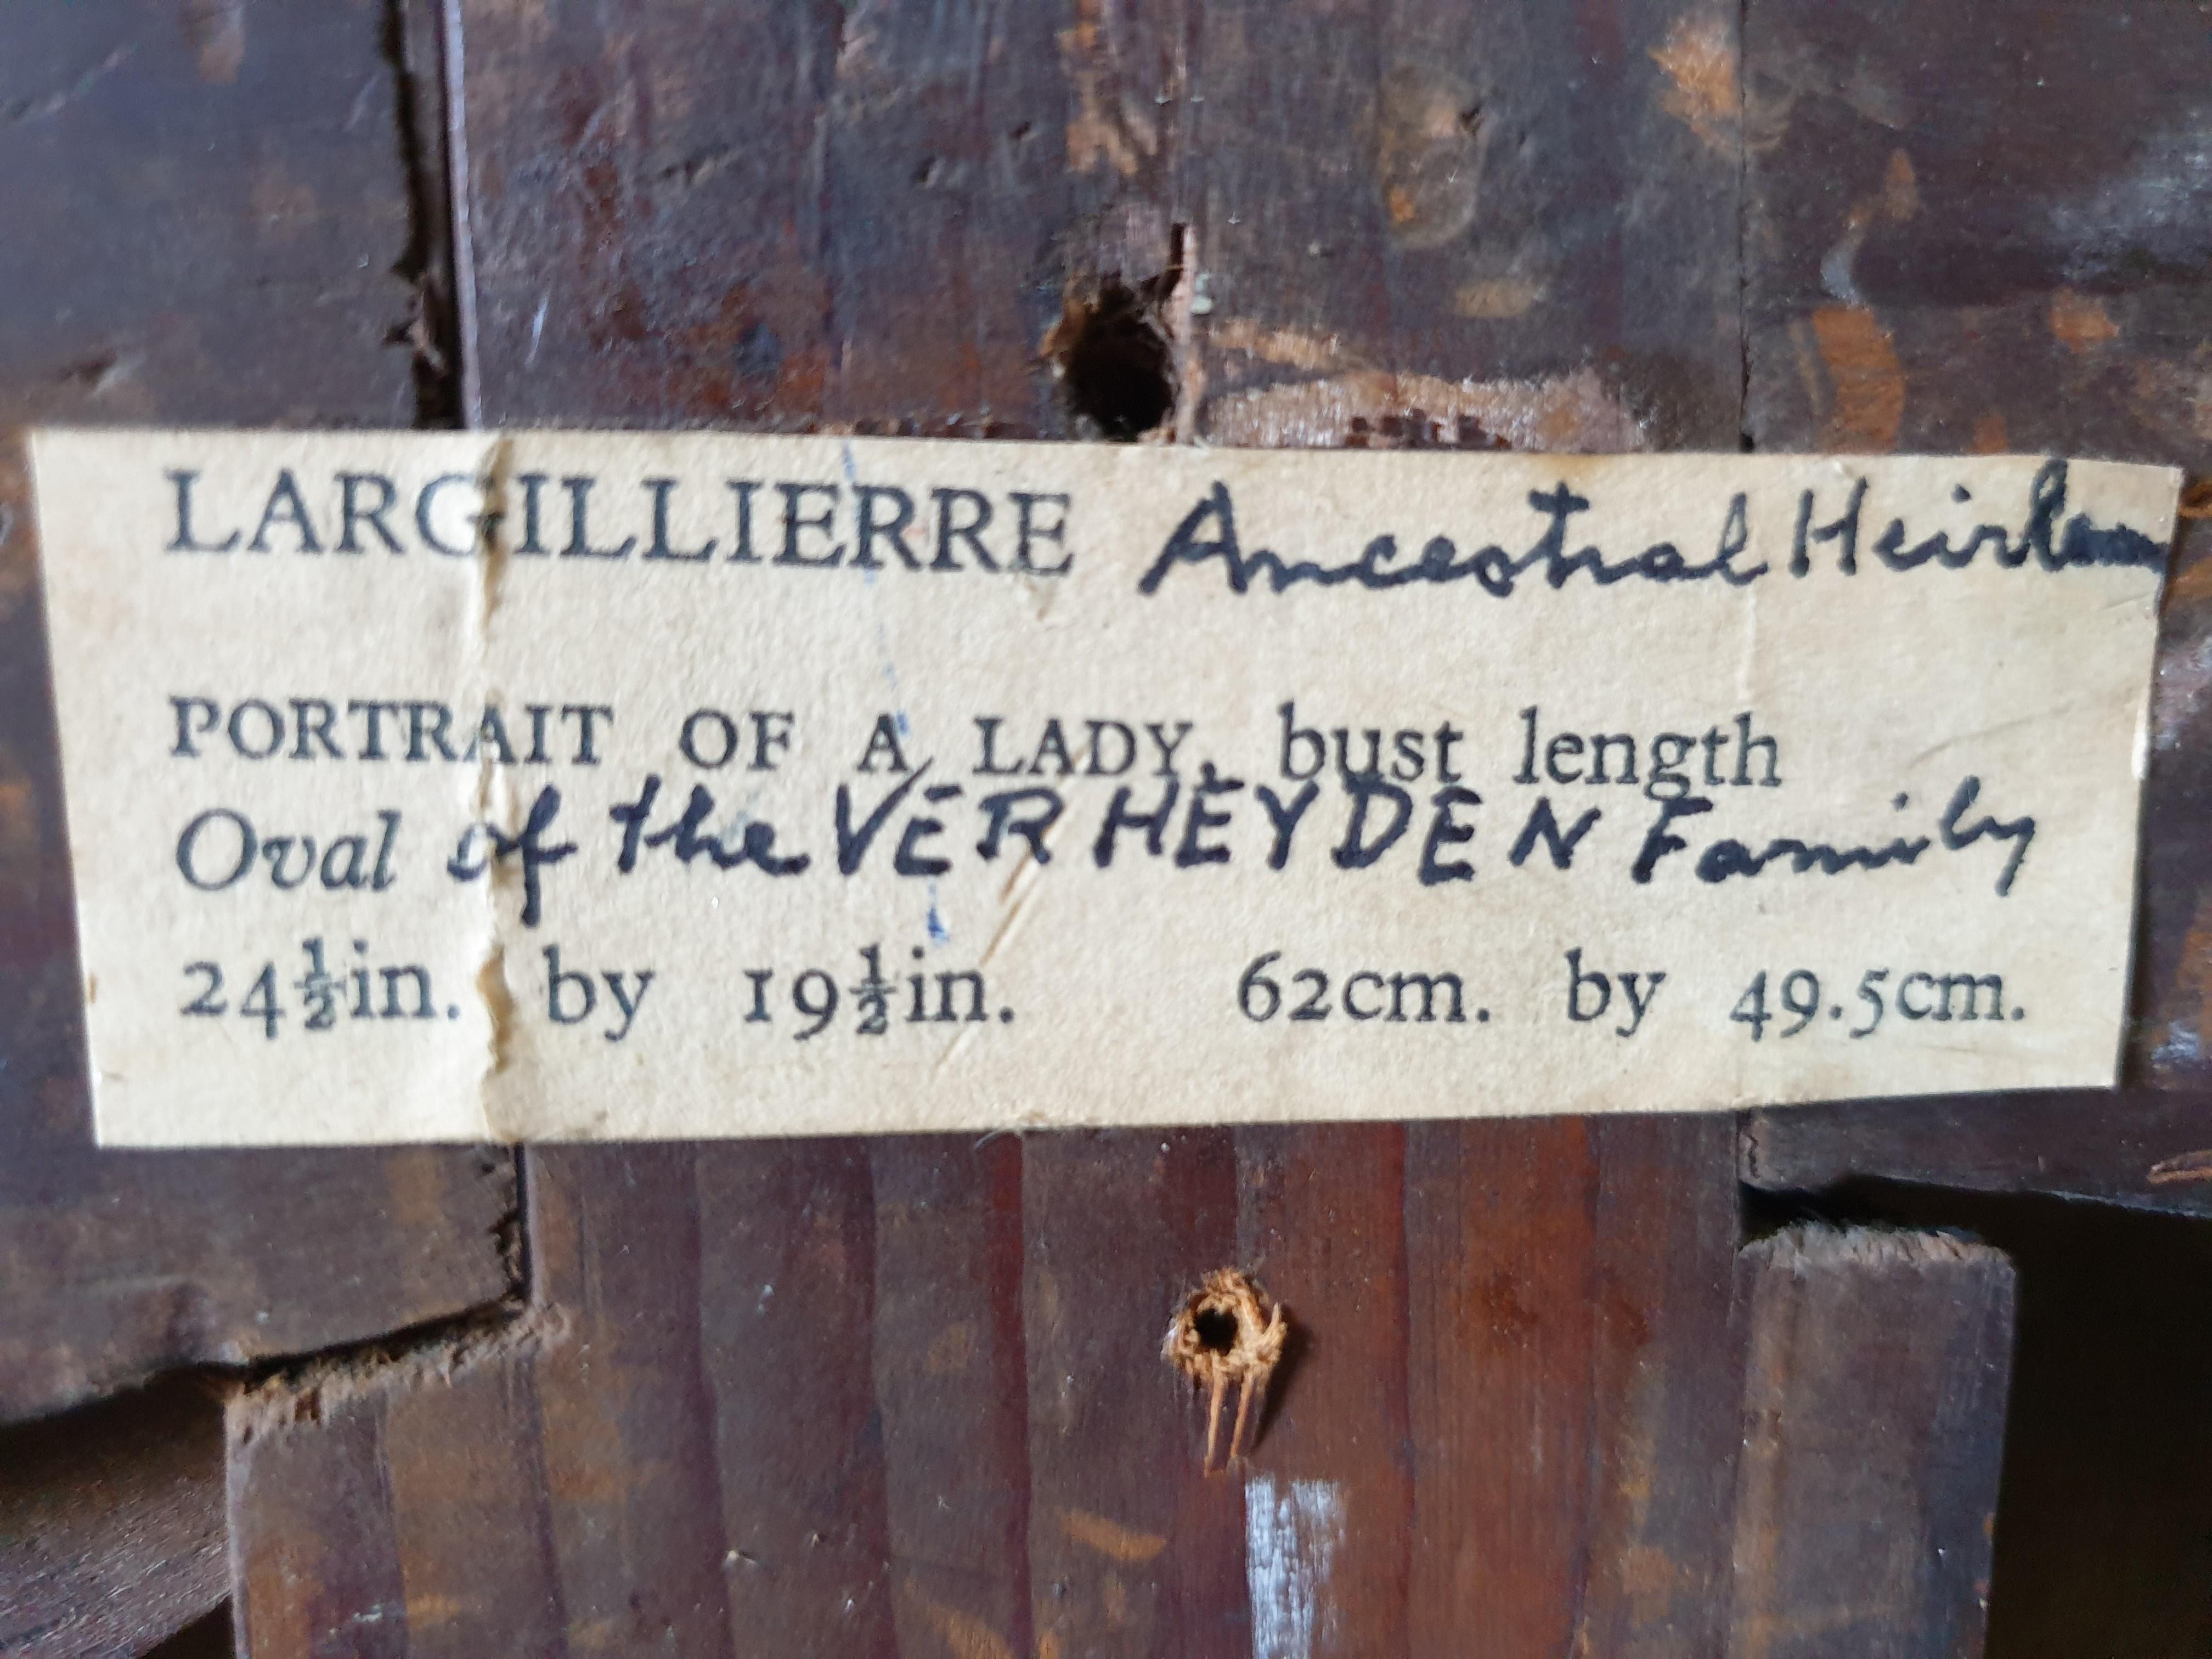 LARGILLIERRE Ancestral Heirloom
PORTRAIT OF A LADY, bust length
Oval of the VERHEYDEN Family
24½in. by 19½in. 62cm. by 49.5cm.